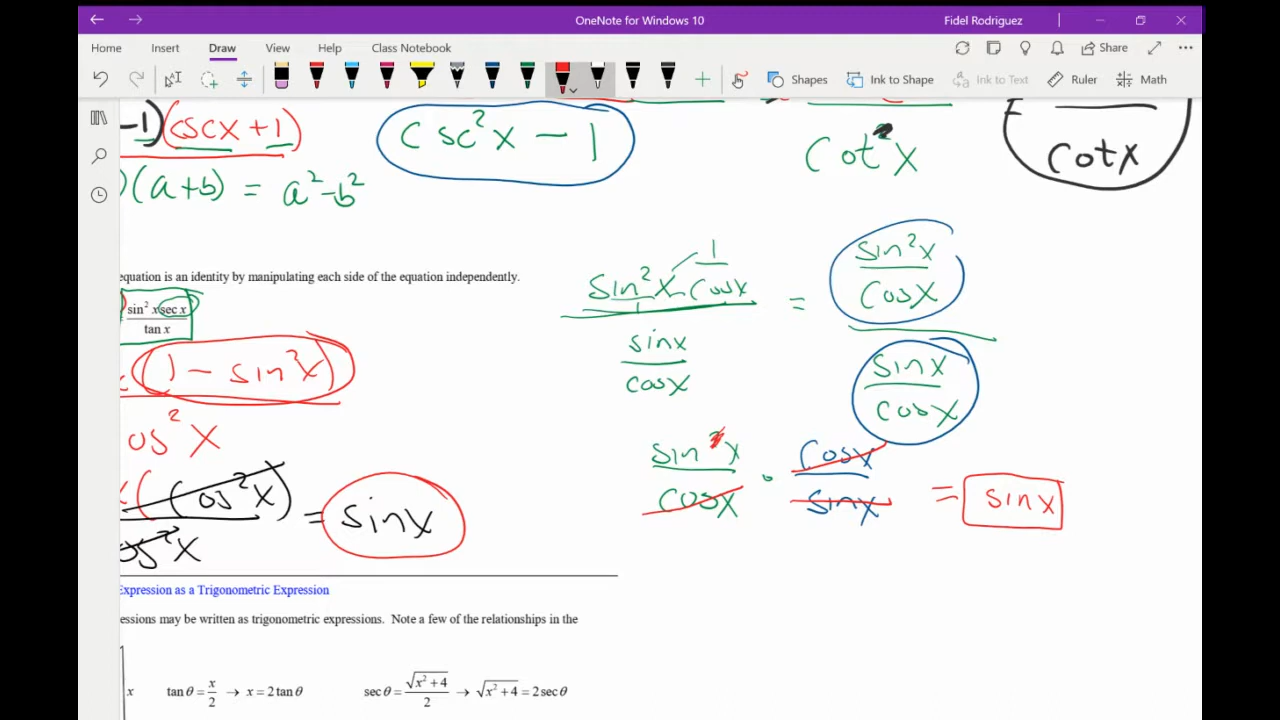 OneNote for Windows 10
Fidel Rodriguez
Home Insert Draw View Help Class Notebook
Share
Shapes Ink to Shape Ink to Text Ruler Math
-1)(cscx + 1)
csc²x - 1
cot²x
cotx
)(a+b) = a²-b²
equation is an identity by manipulating each side of the equation independently.
sin² x sec x
tan x
(1 - sin²x)
os²x
(cos²x)
os²x
= sinx
1
sin²x cosx
1
sinx
cosx
=
sin²x
cosx
sinx
cosx
sin²x
cosx
·
cosx
sinx
= sinx
Expression as a Trigonometric Expression
essions may be written as trigonometric expressions. Note a few of the relationships in the
x
tan θ = x/2 → x = 2 tan θ
sec θ = √x²+4/2 → √x²+4 = 2 sec θ